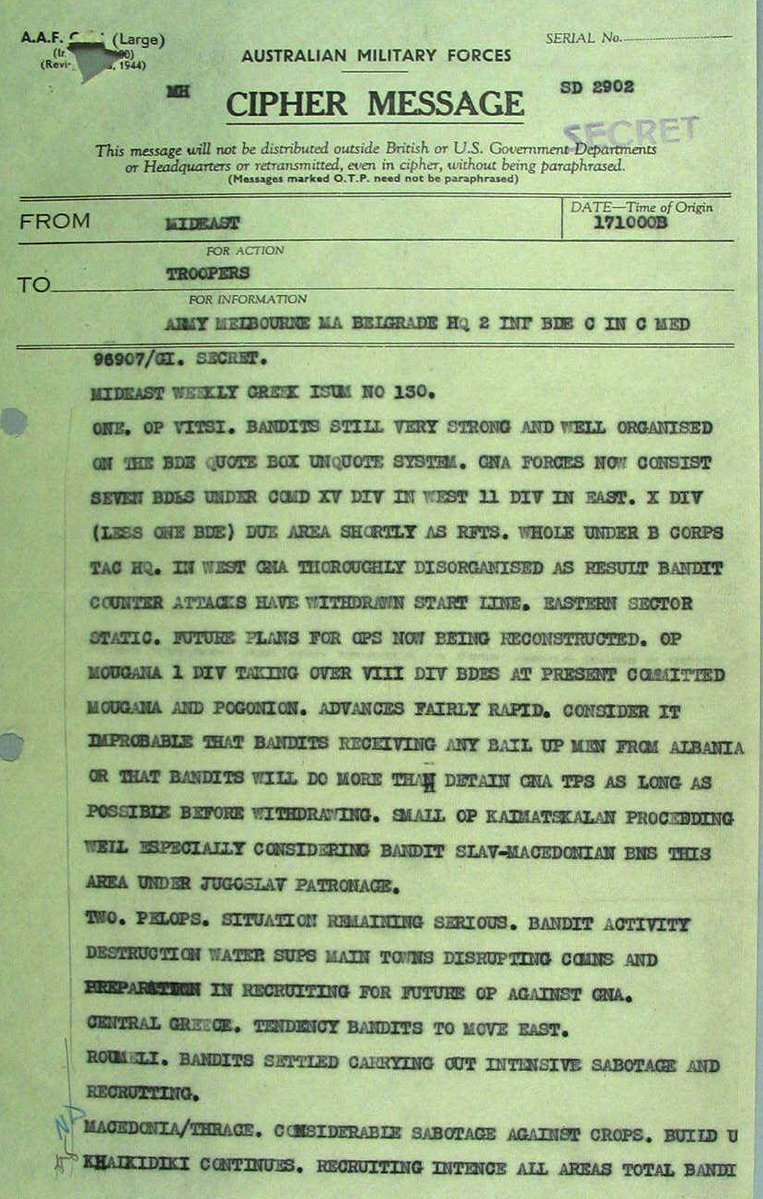 A.A.F. (Large)
(Revi , 1944)
SERIAL No.
AUSTRALIAN MILITARY FORCES
MH
SD 2902
CIPHER MESSAGE
SECRET
This message will not be distributed outside British or U.S. Government Departments
or Headquarters or retransmitted, even in cipher, without being paraphrased.
(Messages marked O.T.P. need not be paraphrased)
FROM MIDEAST
DATE—Time of Origin
171000B
FOR ACTION
TO TROOPERS
FOR INFORMATION
ARMY MELBOURNE MA BELGRADE HQ 2 INF BDE C IN C MED
96907/GI. SECRET.
MIDEAST WEEKLY GREEK ISUM NO 130.
ONE. OP VITSI. BANDITS STILL VERY STRONG AND WELL ORGANISED
ON THE BDE QUOTE BOX UNQUOTE SYSTEM. GNA FORCES NOW CONSIST
SEVEN BDES UNDER COMD XV DIV IN WEST 11 DIV IN EAST. X DIV
(LESS ONE BDE) DUE AREA SHORTLY AS RFTS. WHOLE UNDER B CORPS
TAC HQ. IN WEST GNA THOROUGHLY DISORGANISED AS RESULT BANDIT
COUNTER ATTACKS HAVE WITHDRAWN START LINE. EASTERN SECTOR
STATIC. FUTURE PLANS FOR OPS NOW BEING RECONSTRUCTED. OP
MOUGANA 1 DIV TAKING OVER VIII DIV BDES AT PRESENT COMMITTED
MOUGANA AND POGONION. ADVANCES FAIRLY RAPID. CONSIDER IT
IMPROBABLE THAT BANDITS RECEIVING ANY BAIL UP MEN FROM ALBANIA
OR THAT BANDITS WILL DO MORE THAN DETAIN GNA TPS AS LONG AS
POSSIBLE BEFORE WITHDRAWING. SMALL OP KAIMATSKALAN PROCEEDING
WELL ESPECIALLY CONSIDERING BANDIT SLAV-MACEDONIAN BNS THIS
AREA UNDER JUGOSLAV PATRONAGE.
TWO. PELOPS. SITUATION REMAINING SERIOUS. BANDIT ACTIVITY
DESTRUCTION WATER SUPS MAIN TOWNS DISRUPTING COMNS AND
PREPARATION IN RECRUITING FOR FUTURE OP AGAINST GNA.
CENTRAL GREECE. TENDENCY BANDITS TO MOVE EAST.
ROUMELI. BANDITS SETTLED CARRYING OUT INTENSIVE SABOTAGE AND
RECRUTTING.
MACEDONIA/THRACE. CONSIDERABLE SABOTAGE AGAINST CROPS. BUILD U
KHAIKIDIKI CONTINUES. RECRUITING INTENCE ALL AREAS TOTAL BANDI